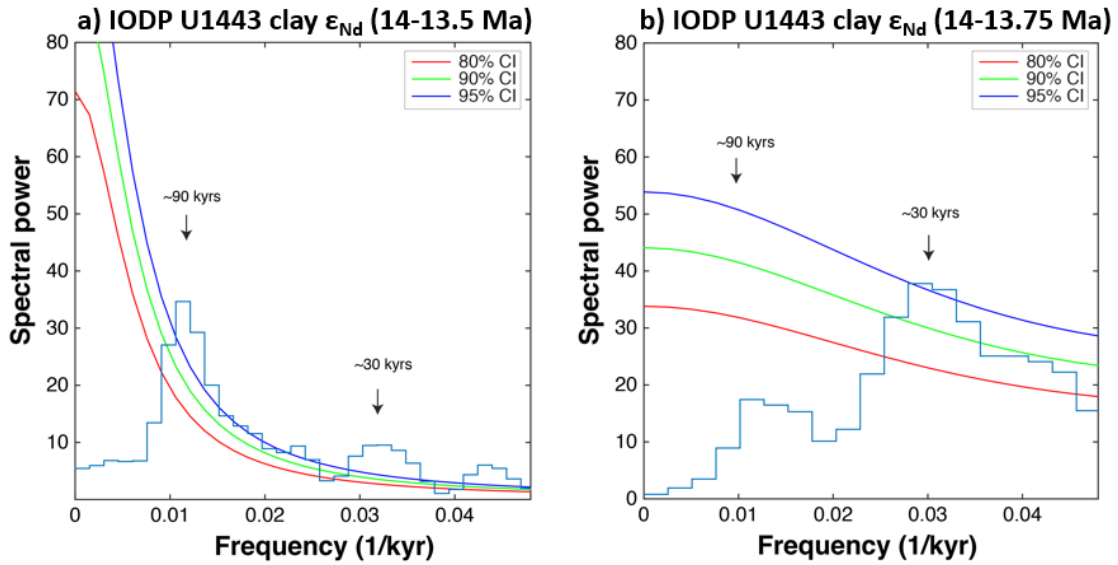 a) IODP U1443 clay εNd (14-13.5 Ma)
80
70
60
50
40
30
20
10
0
0.01
0.02
0.03
0.04
Spectral power
Frequency (1/kyr)
80% CI
90% CI
95% CI
~90 kyrs
~30 kyrs
b) IODP U1443 clay εNd (14-13.75 Ma)
80
70
60
50
40
30
20
10
0
0
0.01
0.02
0.03
0.04
Spectral power
Frequency (1/kyr)
80% CI
90% CI
95% CI
~90 kyrs
~30 kyrs